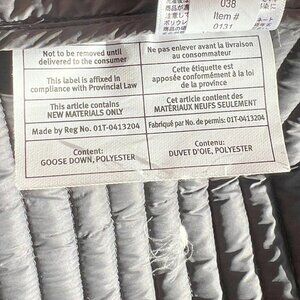 038
Item #
0131
Not to be removed until
delivered to the consumer
This label is affixed in
compliance with Provincial Law
This article contains
NEW MATERIALS ONLY
Made by Reg No. 01T-0413204
Content:
GOOSE DOWN, POLYESTER
Ne pas enlever avant la livraison
au consommateur
Cette étiquette est
apposée conformément à la loi
de la province
Cet article contient des
MATÉRIAUX NEUFS SEULEMENT
Fabriqué par No. de permis: 01T-0413204
Contenu:
DUVET D'OIE, POLYESTER